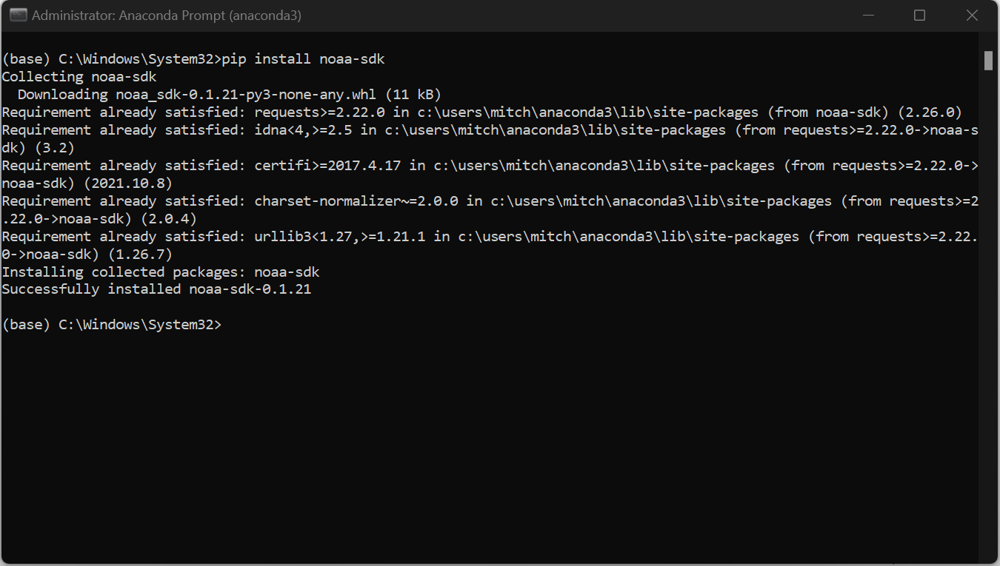 Administrator: Anaconda Prompt (anaconda3)
(base) C:\Windows\System32>pip install noaa-sdk
Collecting noaa-sdk
  Downloading noaa_sdk-0.1.21-py3-none-any.whl (11 kB)
Requirement already satisfied: requests>=2.22.0 in c:\users\mitch\anaconda3\lib\site-packages (from noaa-sdk) (2.26.0)
Requirement already satisfied: idna<4,>=2.5 in c:\users\mitch\anaconda3\lib\site-packages (from requests>=2.22.0->noaa-s
dk) (3.2)
Requirement already satisfied: certifi>=2017.4.17 in c:\users\mitch\anaconda3\lib\site-packages (from requests>=2.22.0->
noaa-sdk) (2021.10.8)
Requirement already satisfied: charset-normalizer~=2.0.0 in c:\users\mitch\anaconda3\lib\site-packages (from requests>=2
.22.0->noaa-sdk) (2.0.4)
Requirement already satisfied: urllib3<1.27,>=1.21.1 in c:\users\mitch\anaconda3\lib\site-packages (from requests>=2.22.
0->noaa-sdk) (1.26.7)
Installing collected packages: noaa-sdk
Successfully installed noaa-sdk-0.1.21
(base) C:\Windows\System32>